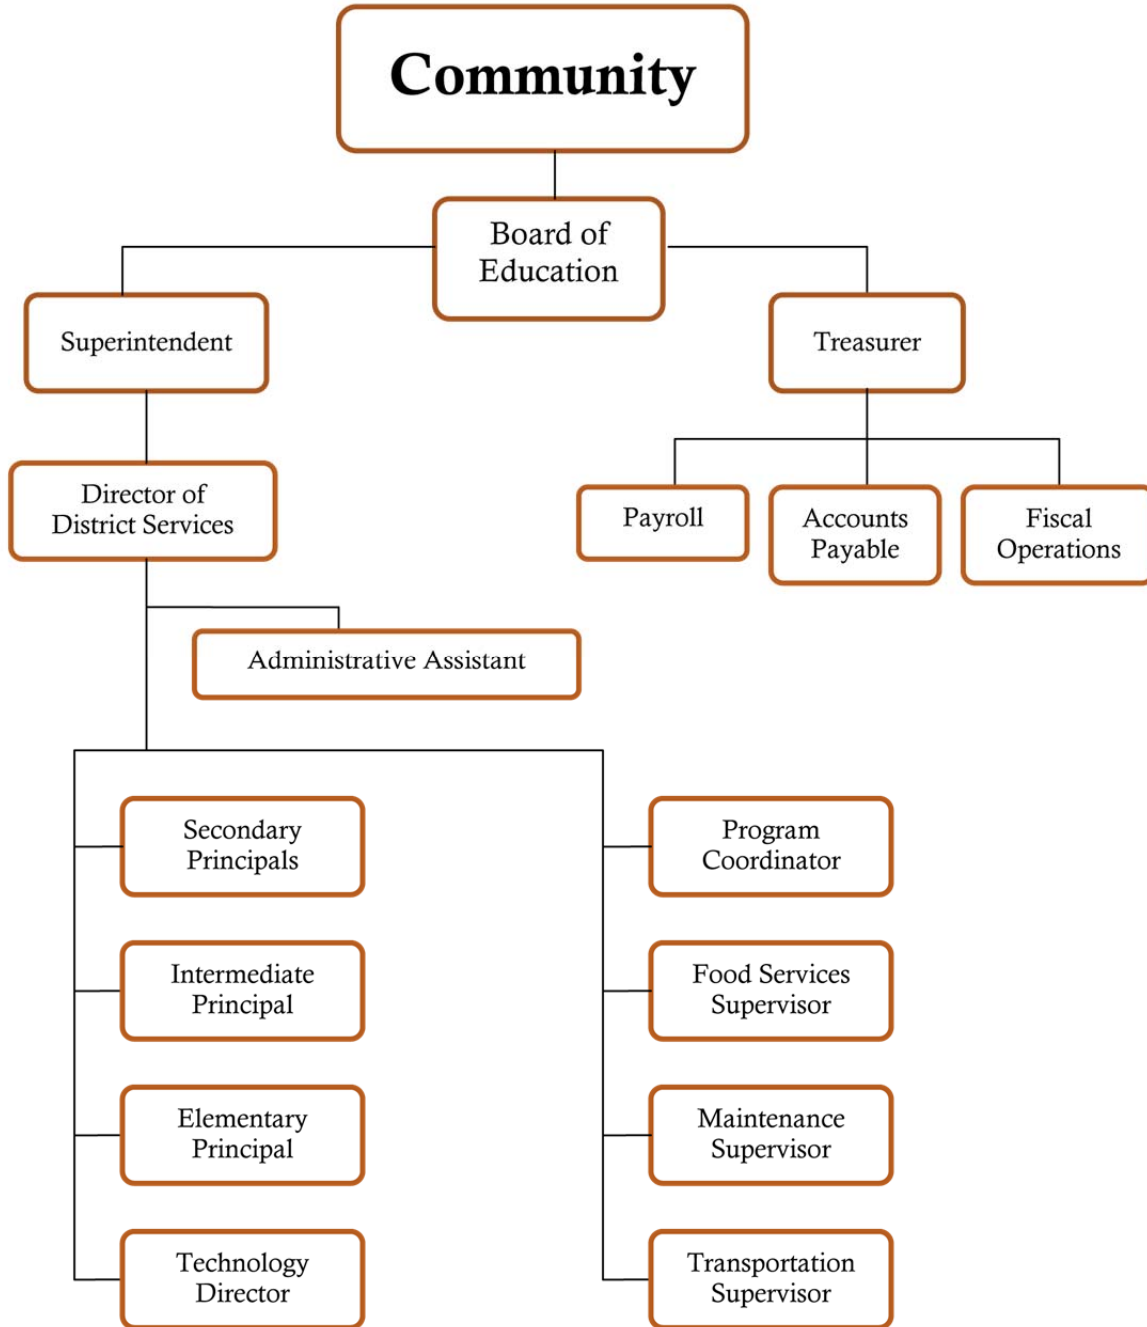 Community
Board of
Education
Superintendent
Treasurer
Director of
District Services
Payroll
Accounts
Payable
Fiscal
Operations
Administrative Assistant
Secondary
Principals
Program
Coordinator
Intermediate
Principal
Food Services
Supervisor
Elementary
Principal
Maintenance
Supervisor
Technology
Director
Transportation
Supervisor